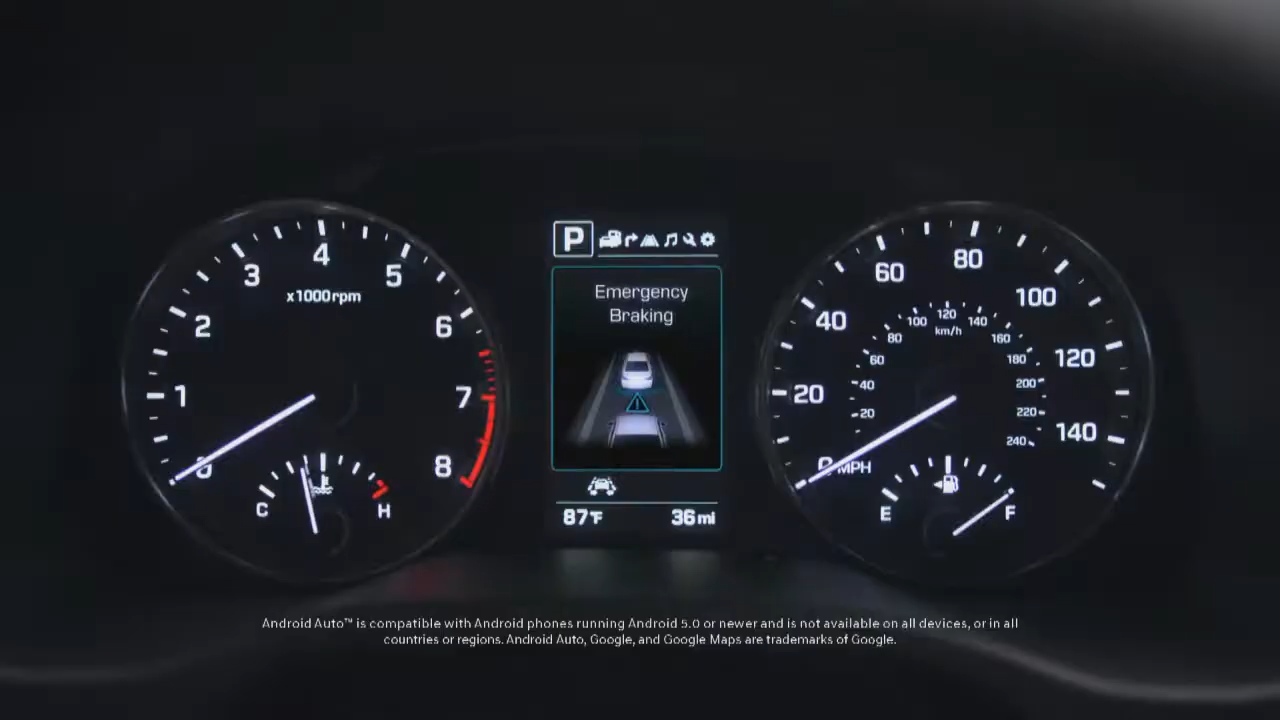 4
3
5
x1000rpm
2
6
1
7
0
8
C
H
P
Emergency
Braking
87°F
36 mi
80
60
100
40
120
20
140
0 MPH
120
100
140
km/h
80
160
60
180
40
200
20
220
240
E
F
Android Auto™ is compatible with Android phones running Android 5.0 or newer and is not available on all devices, or in all
countries or regions. Android Auto, Google, and Google Maps are trademarks of Google.